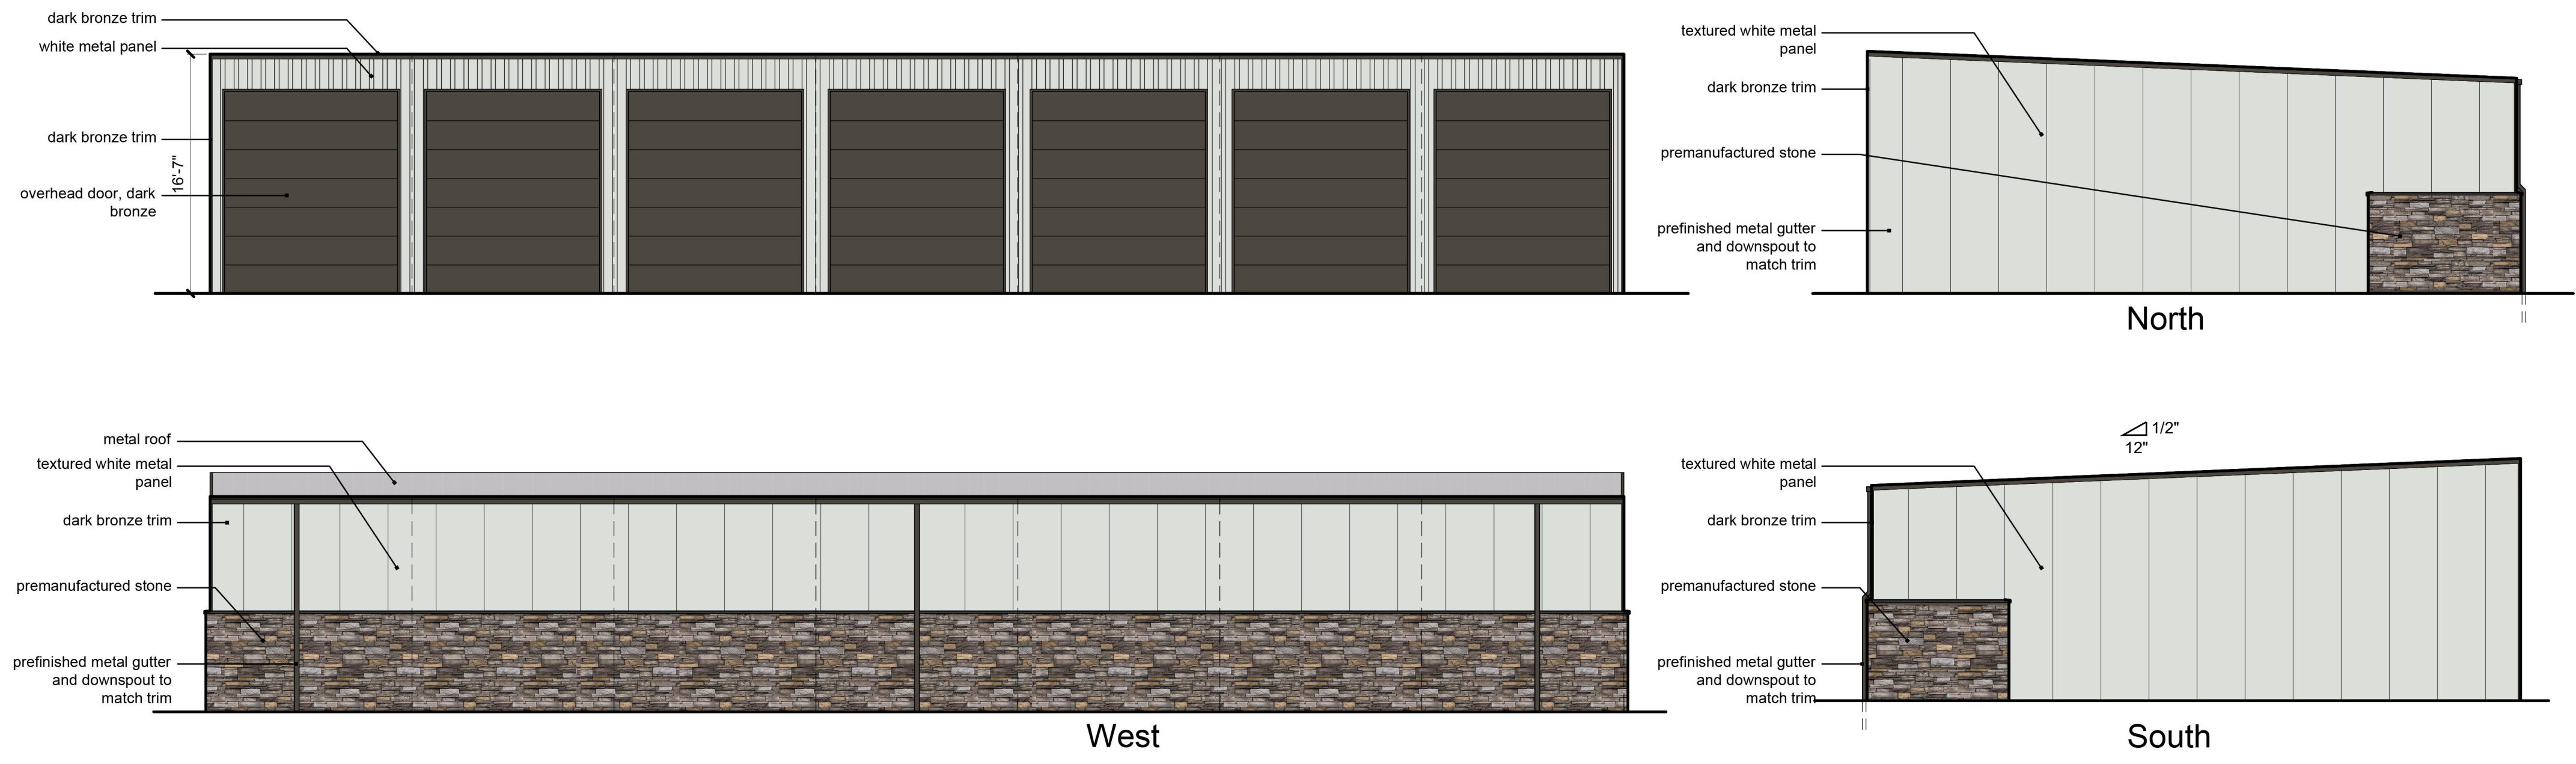 dark bronze trim
white metal panel
dark bronze trim
16'-7"
overhead door, dark
bronze
textured white metal
panel
dark bronze trim
premanufactured stone
prefinished metal gutter
and downspout to
match trim
North
metal roof
textured white metal
panel
dark bronze trim
premanufactured stone
prefinished metal gutter
and downspout to
match trim
West
1/2"
12"
textured white metal
panel
dark bronze trim
premanufactured stone
prefinished metal gutter
and downspout to
match trim
South